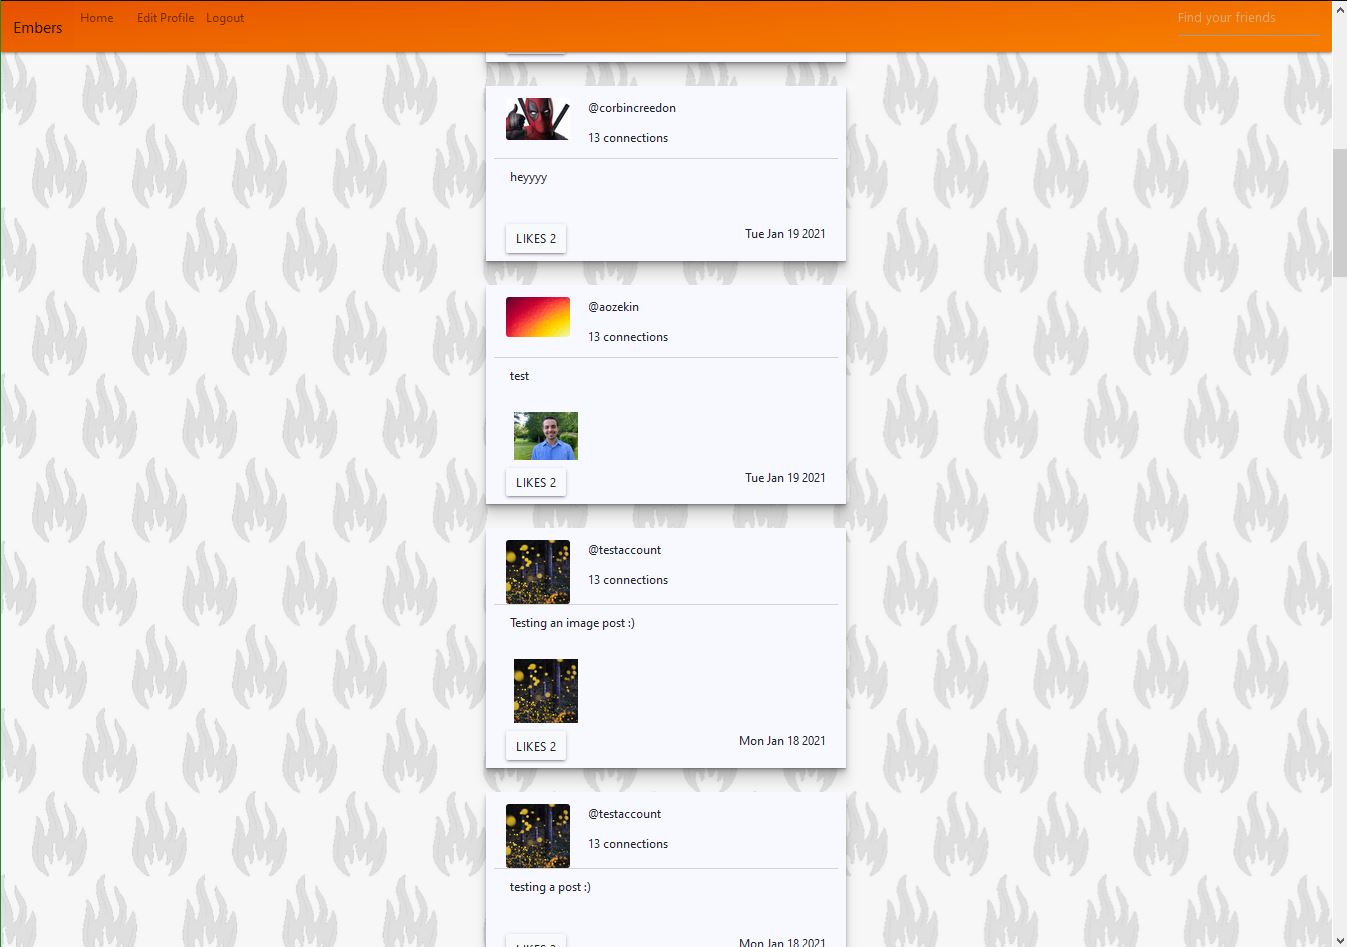 Embers
Home
Edit Profile
Logout
Find your friends
@corbincreedon
13 connections
heyyyy
LIKES 2
Tue Jan 19 2021
@aozekin
13 connections
test
LIKES 2
Tue Jan 19 2021
@testaccount
13 connections
Testing an image post :)
LIKES 2
Mon Jan 18 2021
@testaccount
13 connections
testing a post :)
LIKES 2
Mon Jan 18 2021